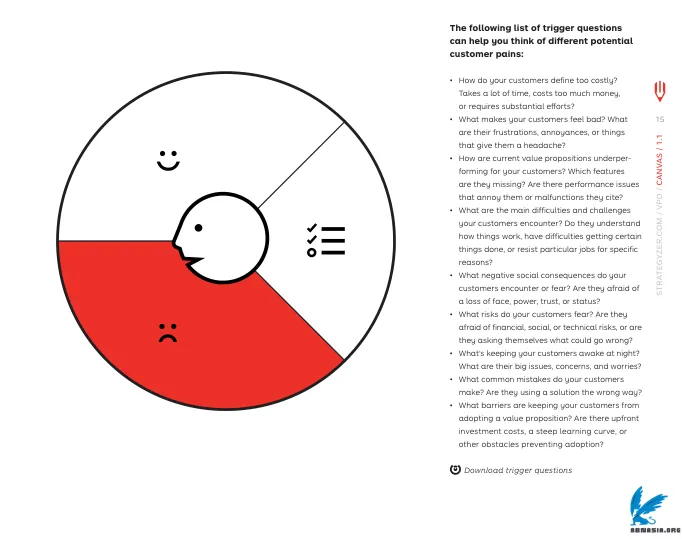 The following list of trigger questions
can help you think of different potential
customer pains:
• How do your customers define too costly?
Takes a lot of time, costs too much money,
or requires substantial efforts?
• What makes your customers feel bad? What
are their frustrations, annoyances, or things
that give them a headache?
• How are current value propositions underper-
forming for your customers? Which features
are they missing? Are there performance issues
that annoy them or malfunctions they cite?
• What are the main difficulties and challenges
your customers encounter? Do they understand
how things work, have difficulties getting certain
things done, or resist particular jobs for specific
reasons?
• What negative social consequences do your
customers encounter or fear? Are they afraid of
a loss of face, power, trust, or status?
• What risks do your customers fear? Are they
afraid of financial, social, or technical risks, or are
they asking themselves what could go wrong?
• What's keeping your customers awake at night?
What are their big issues, concerns, and worries?
• What common mistakes do your customers
make? Are they using a solution the wrong way?
• What barriers are keeping your customers from
adopting a value proposition? Are there upfront
investment costs, a steep learning curve, or
other obstacles preventing adoption?
Download trigger questions
15
STRATEGYZER.COM / VPD / CANVAS / 1.1
ABNASIA.ORG